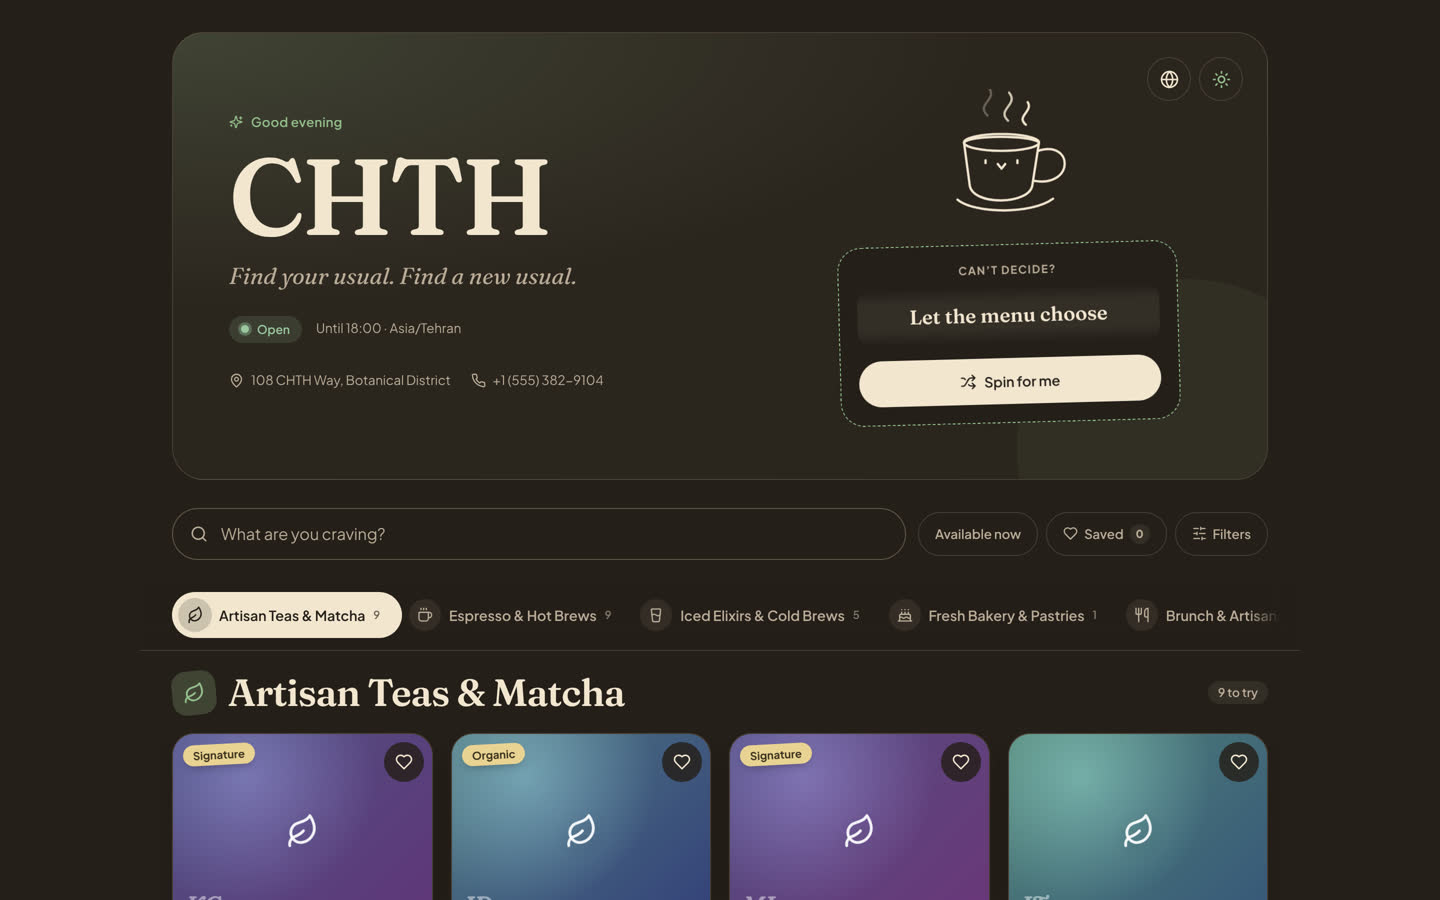 Good evening
CHTH
Find your usual. Find a new usual.
Open
Until 18:00 · Asia/Tehran
108 CHTH Way, Botanical District
+1 (555) 382-9104
CAN'T DECIDE?
Let the menu choose
Spin for me
What are you craving?
Available now
Saved 0
Filters
Artisan Teas & Matcha 9
Espresso & Hot Brews 9
Iced Elixirs & Cold Brews 5
Fresh Bakery & Pastries 1
Brunch & Artisan
Artisan Teas & Matcha
9 to try
Signature
Organic
Signature